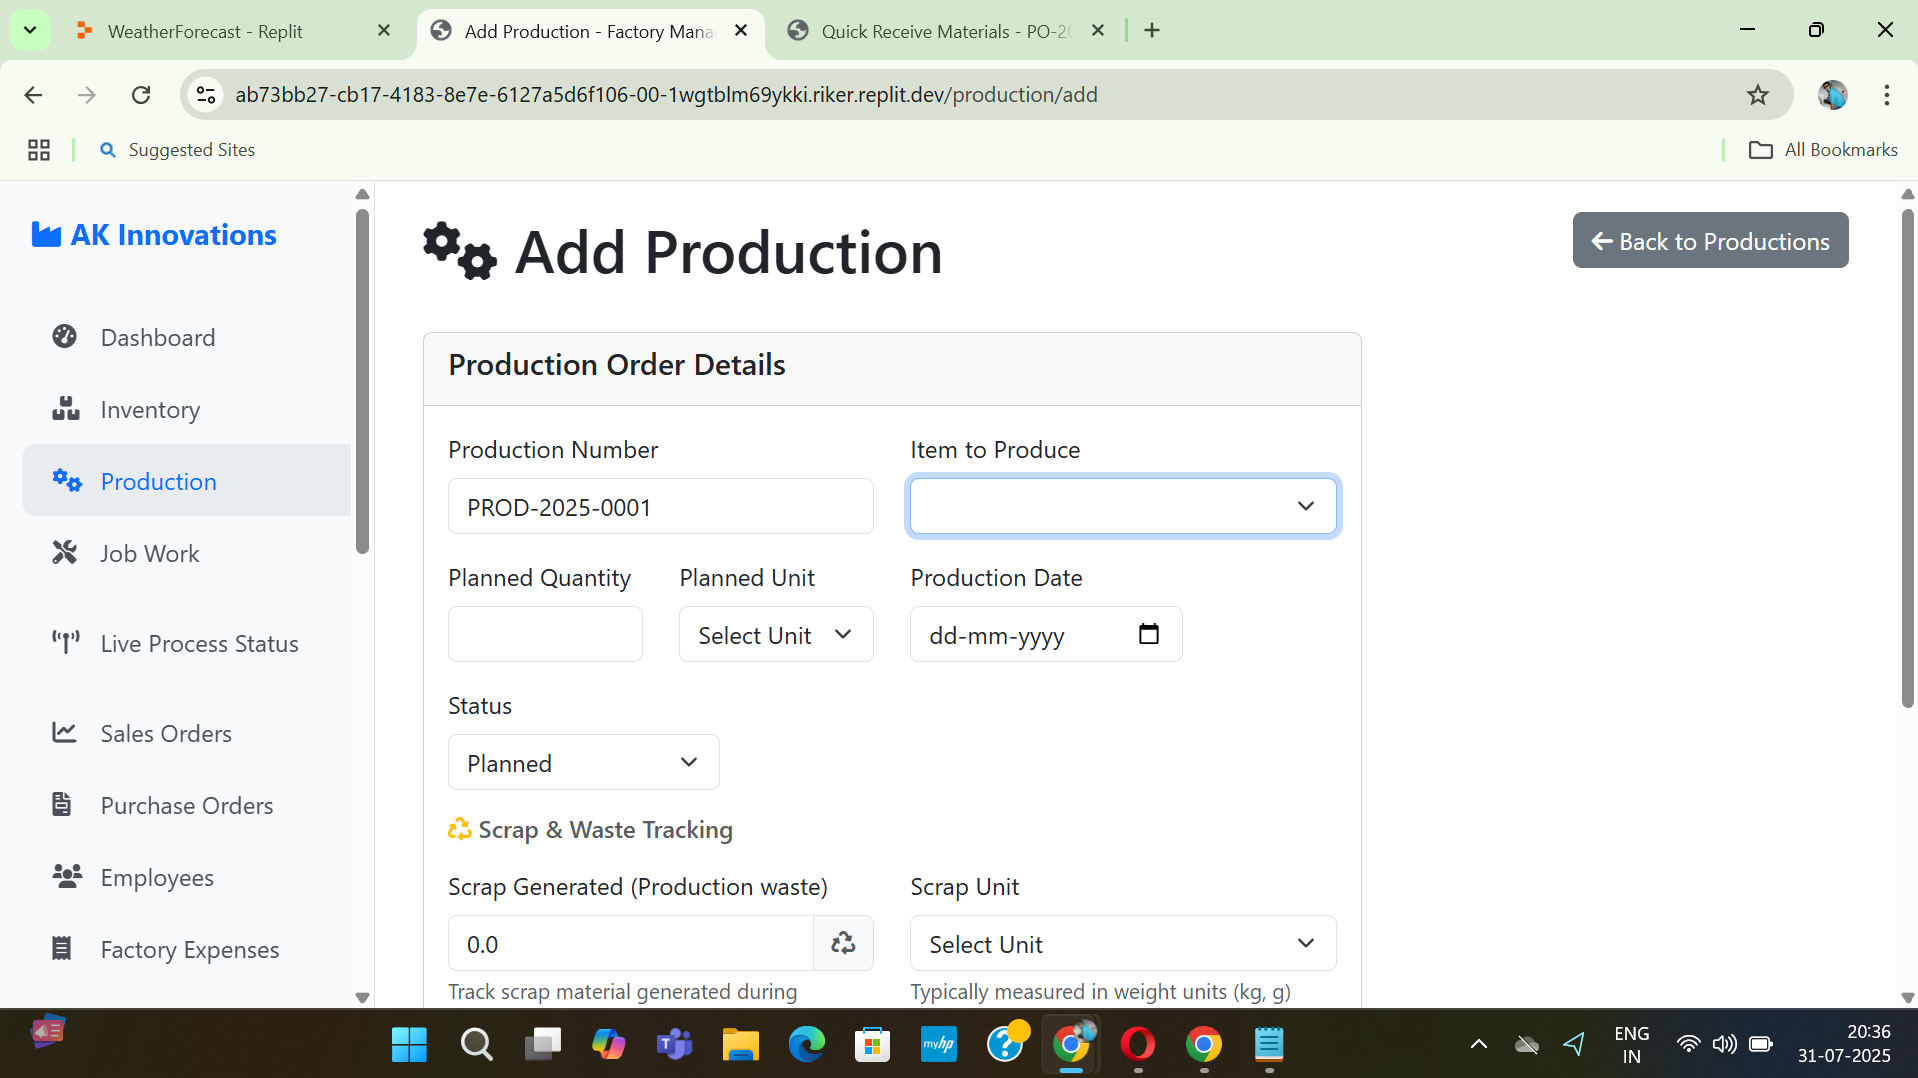 WeatherForecast - Replit
Add Production - Factory Mana
Quick Receive Materials - PO-20
ab73bb27-cb17-4183-8e7e-6127a5d6f106-00-1wgtblm69ykki.riker.replit.dev/production/add
Suggested Sites
All Bookmarks
AK Innovations
Dashboard
Inventory
Production
Job Work
Live Process Status
Sales Orders
Purchase Orders
Employees
Factory Expenses
Add Production
Back to Productions
Production Order Details
Production Number
Item to Produce
PROD-2025-0001
Planned Quantity
Planned Unit
Production Date
Select Unit
dd-mm-yyyy
Status
Planned
Scrap & Waste Tracking
Scrap Generated (Production waste)
Scrap Unit
0.0
Select Unit
Track scrap material generated during
Typically measured in weight units (kg, g)
myhp
ENG
IN
20:36
31-07-2025